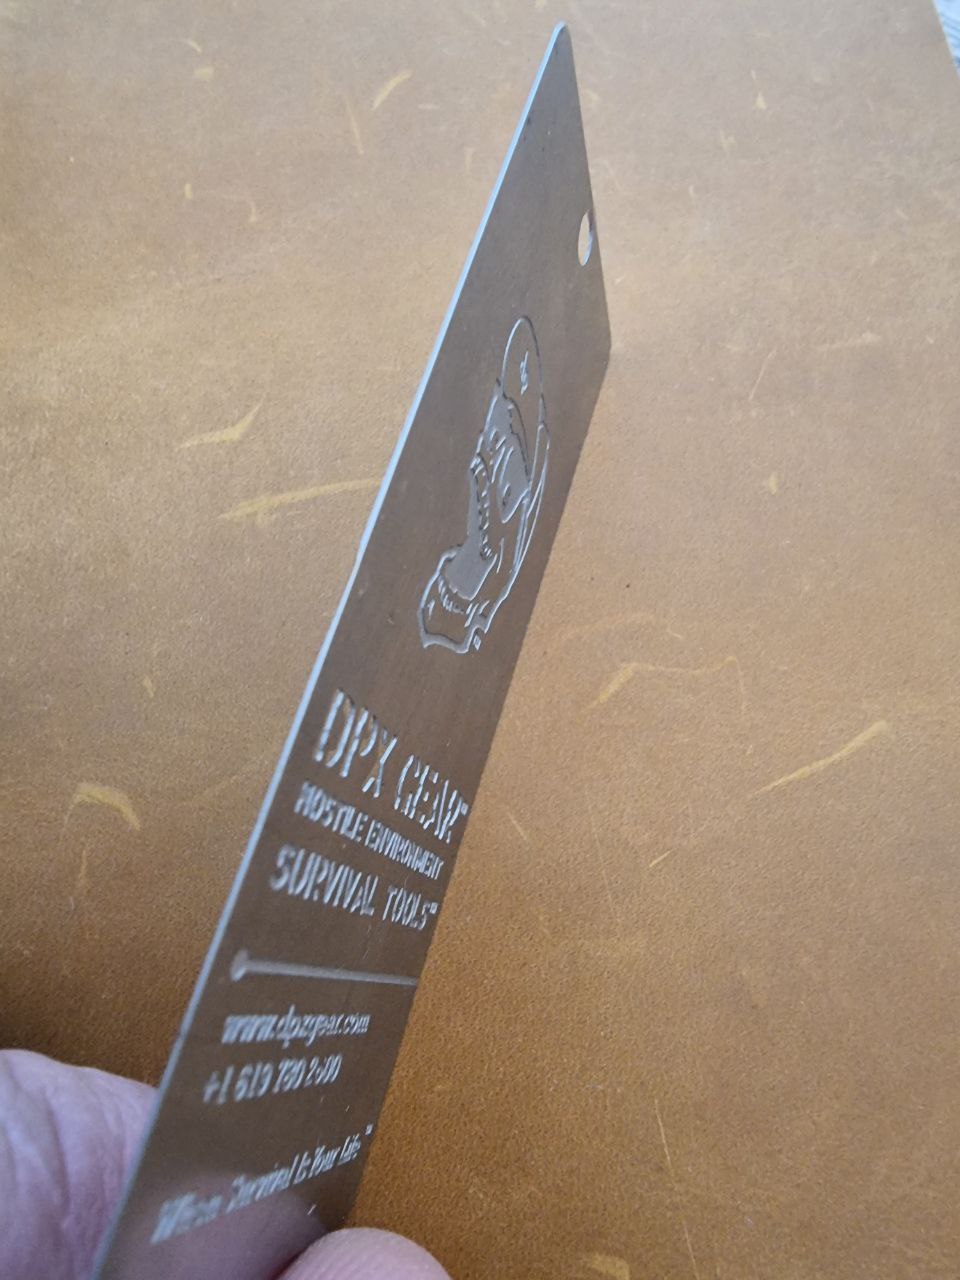 DPX GEAR™
HOSTILE ENVIRONMENT
SURVIVAL TOOLS™
www.dpxgear.com
+1 619 780 2600
When Survival Is Your Life™